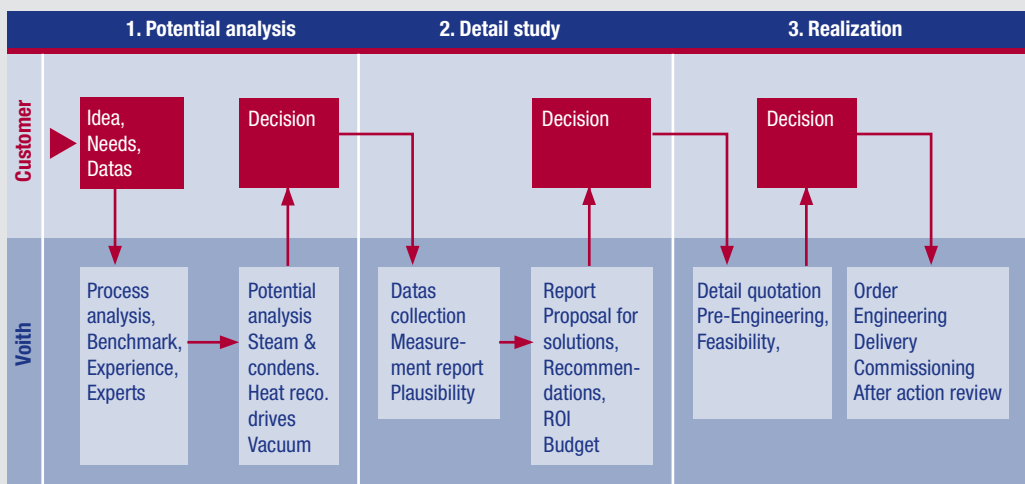 1. Potential analysis
2. Detail study
3. Realization
Customer
Idea,
Needs,
Datas
Decision
Decision
Decision
Voith
Process
analysis,
Benchmark,
Experience,
Experts
Potential
analysis
Steam &
condens.
Heat reco.
drives
Vacuum
Datas
collection
Measure-
ment report
Plausibility
Report
Proposal for
solutions,
Recommen-
dations,
ROI
Budget
Detail quotation
Pre-Engineering,
Feasibility,
Order
Engineering
Delivery
Commissioning
After action review